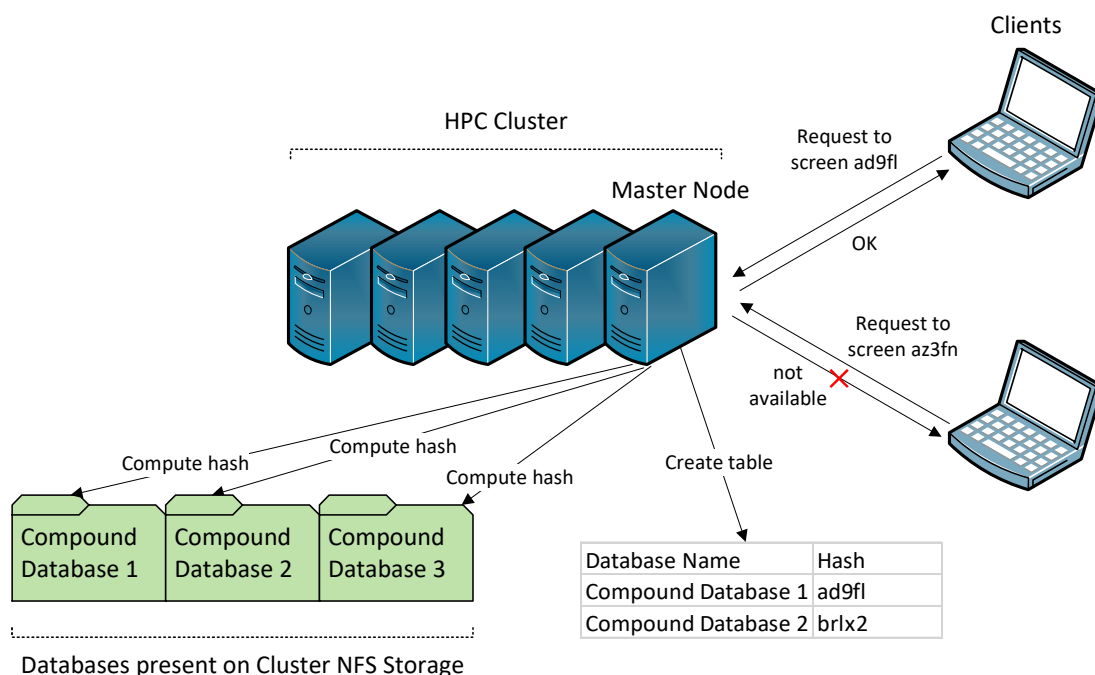 Clients
HPC Cluster
Request to
screen ad9fl
Master Node
OK
Request to
screen az3fn
not
available
Compute hash
Compute hash
Compute hash
Create table
Compound
Database 1
Compound
Database 2
Compound
Database 3
Database Name Hash
Compound Database 1 ad9fl
Compound Database 2 brlx2
Databases present on Cluster NFS Storage